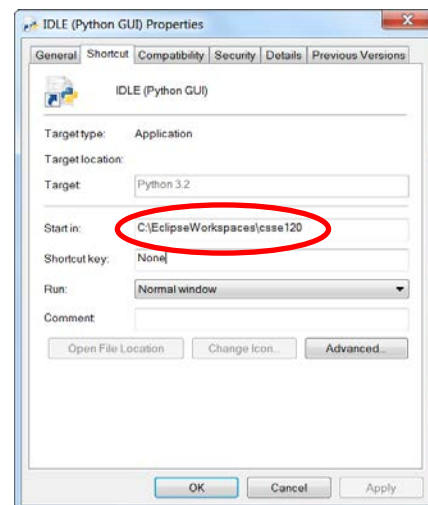 IDLE (Python GUI) Properties
General Shortcut Compatibility Security Details Previous Versions
IDLE (Python GUI)
Target type: Application
Target location:
Target: Python 3.2
Start in: C:\EclipseWorkspaces\csse120
Shortcut key: None
Run: Normal window
Comment:
Open File Location Change Icon... Advanced...
OK Cancel Apply